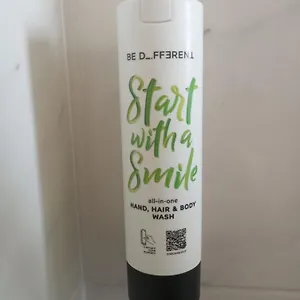 BE D_FFERENT
Start
with a
Smile
all-in-one
HAND, HAIR & BODY
WASH